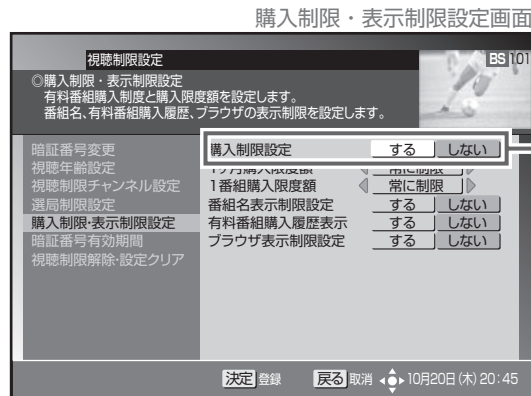 購入制限・表示制限設定画面
視聴制限設定
BS 101
◎購入制限・表示制限設定
有料番組購入制度と購入限度額を設定します。
番組名、有料番組購入履歴、ブラウザの表示制限を設定します。
暗証番号変更
視聴年齢設定
視聴制限チャンネル設定
選局制限設定
購入制限・表示制限設定
暗証番号有効期間
視聴制限解除・設定クリア
購入制限設定 する しない
1ヶ月購入限度額 常に制限
1番組購入限度額 常に制限
番組名表示制限設定 する しない
有料番組購入履歴表示 する しない
ブラウザ表示制限設定 する しない
決定 登録 戻る 取消 10月20日(木) 20:45